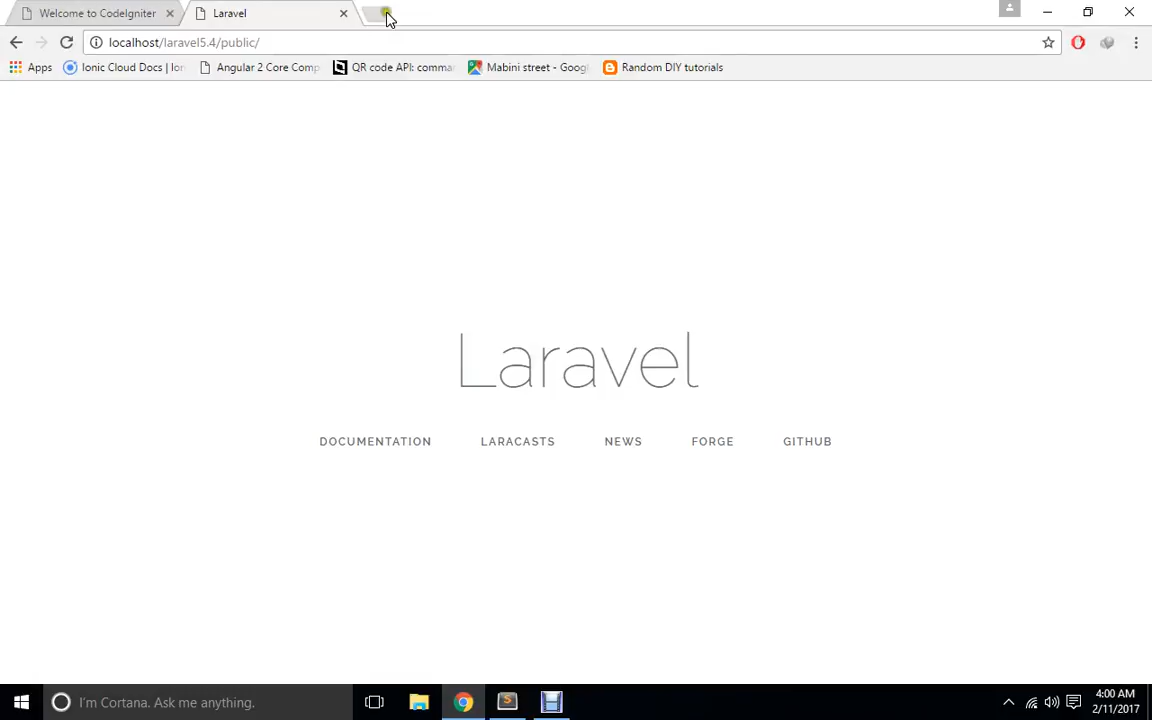 Welcome to CodeIgniter
Laravel
localhost/laravel5.4/public/
Apps
Ionic Cloud Docs | Ion
Angular 2 Core Comp
QR code API: comma
Mabini street - Goog
Random DIY tutorials
Laravel
DOCUMENTATION
LARACASTS
NEWS
FORGE
GITHUB
I'm Cortana. Ask me anything.
4:00 AM
2/11/2017